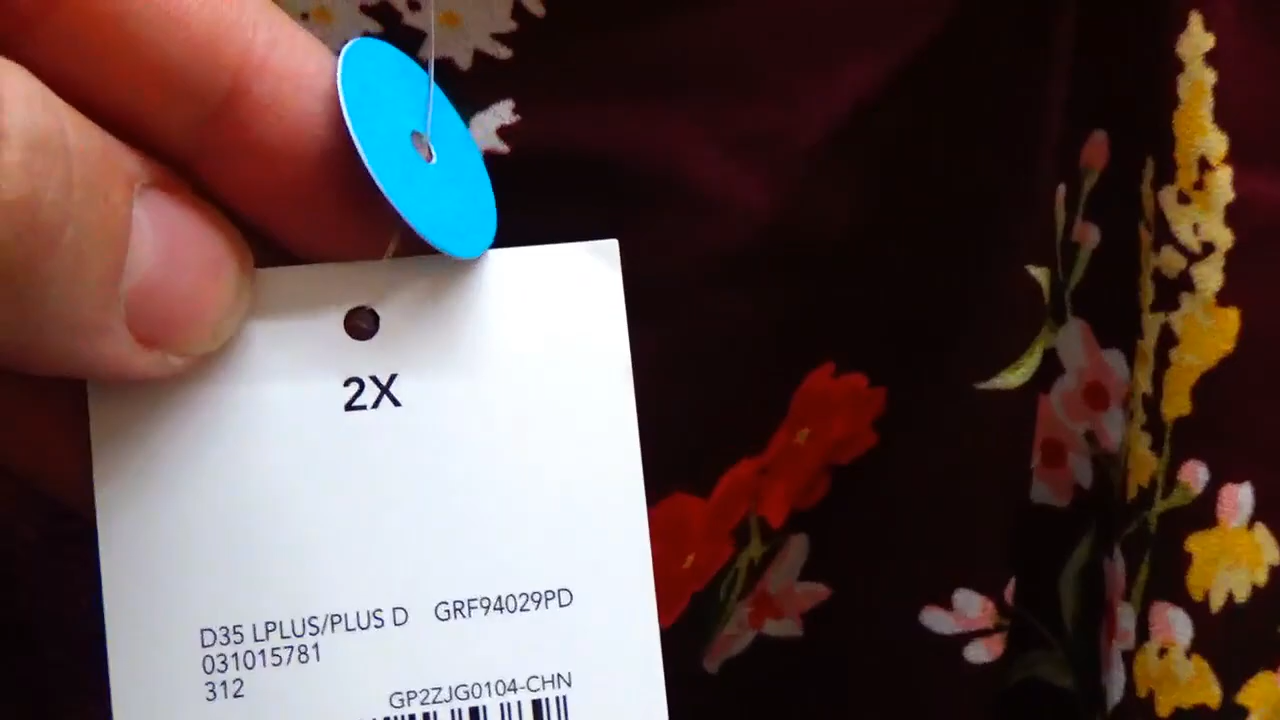 2X
D35 LPLUS/PLUS D GRF94029PD
031015781
312
GP2ZJG0104-CHN